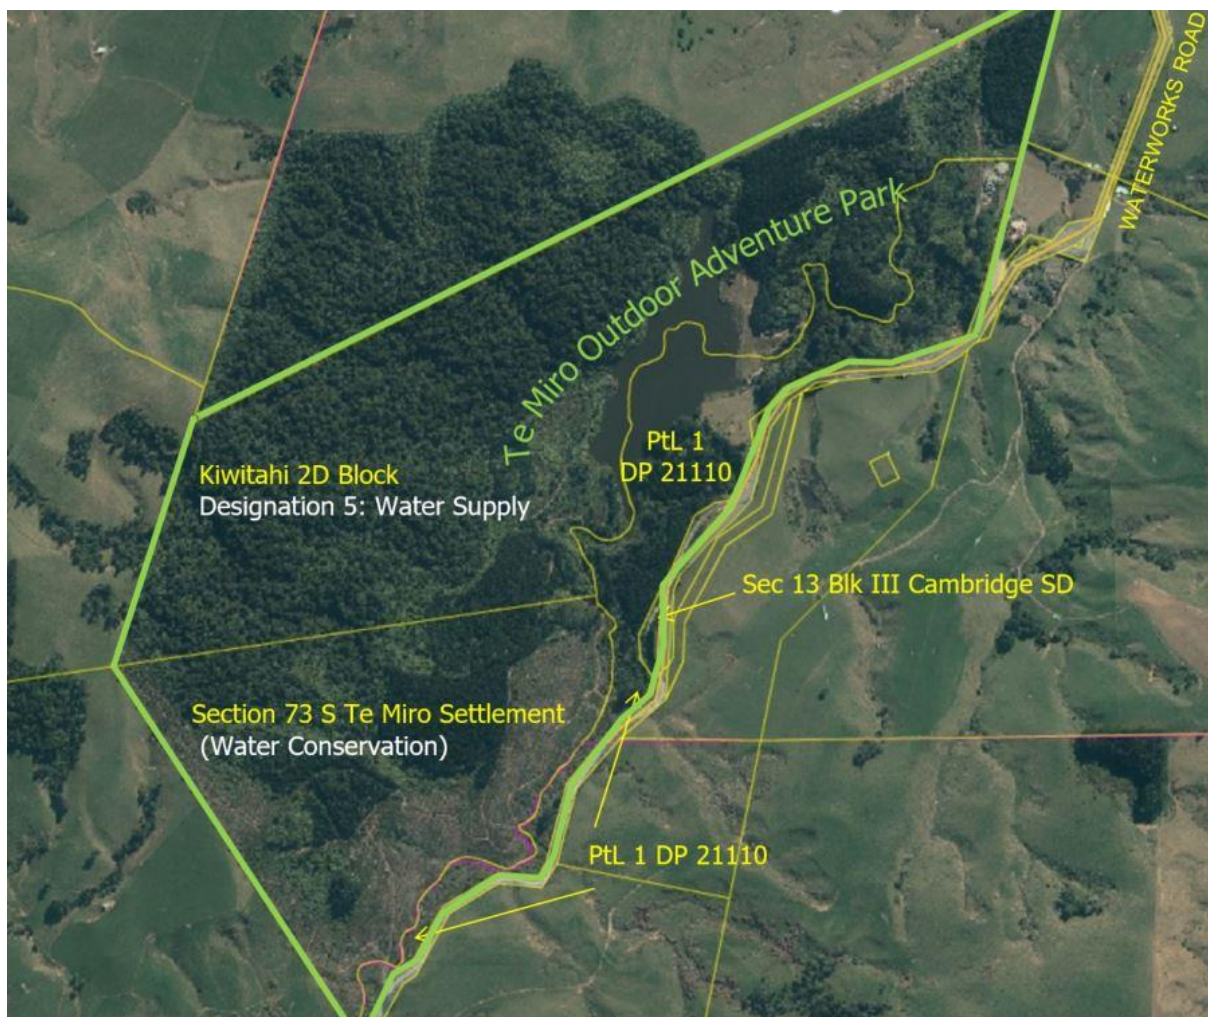 WATERWORKS ROAD
Te Miro Outdoor Adventure Park
PtL 1
DP 21110
Kiwitahi 2D Block
Designation 5: Water Supply
Sec 13 Blk III Cambridge SD
Section 73 S Te Miro Settlement
(Water Conservation)
PtL 1 DP 21110